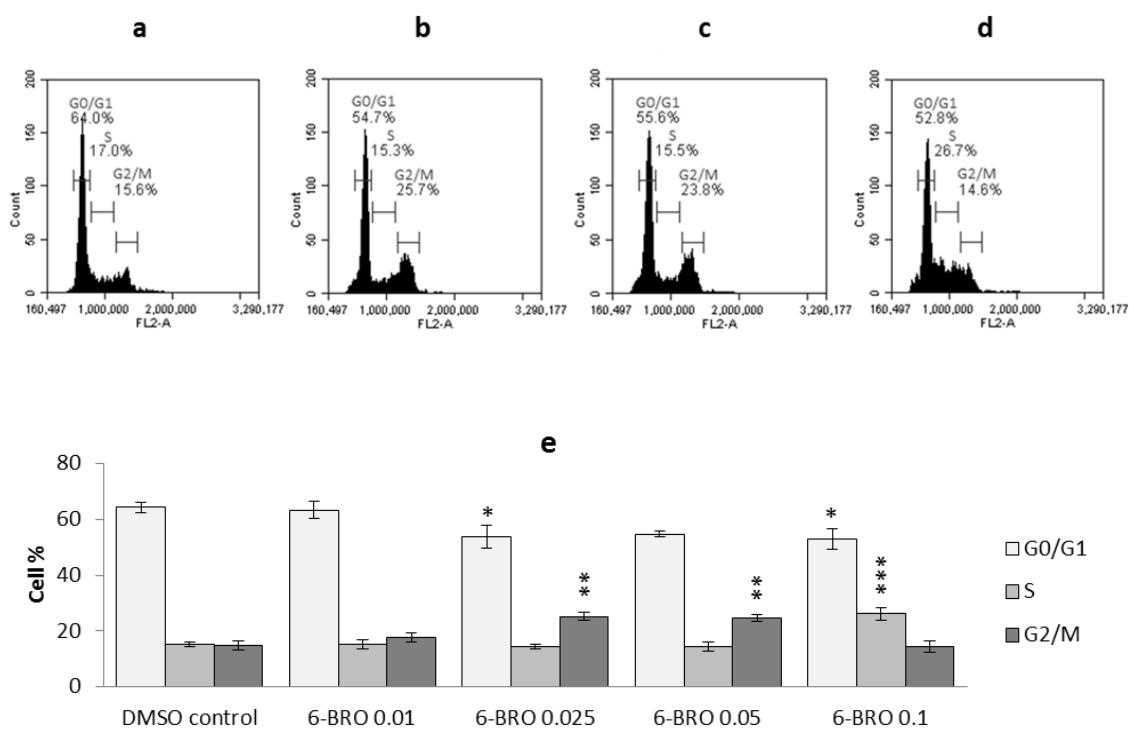 a
b
c
d
200
150
100
50
0
Count
G0/G1
64.0%
S
17.0%
G2/M
15.6%
160,497 1,000,000 2,000,000 3,290,177
FL2-A
200
150
100
50
0
Count
G0/G1
54.7%
S
15.3%
G2/M
25.7%
160,497 1,000,000 2,000,000 3,290,177
FL2-A
200
150
100
50
0
Count
G0/G1
55.6%
S
15.5%
G2/M
23.8%
160,497 1,000,000 2,000,000 3,290,177
FL2-A
200
150
100
50
0
Count
G0/G1
52.8%
S
26.7%
G2/M
14.6%
160,497 1,000,000 2,000,000 3,290,177
FL2-A
e
80
60
40
20
0
Cell %
*
**
**
*
***
DMSO control
6-BRO 0.01
6-BRO 0.025
6-BRO 0.05
6-BRO 0.1
G0/G1
S
G2/M